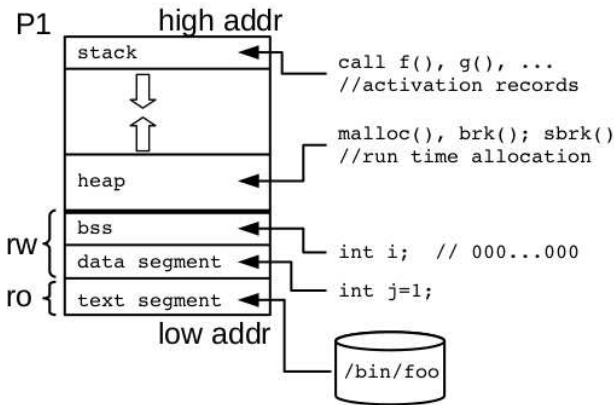 P1
high addr
stack
call f(), g(), ...
//activation records
malloc(), brk(); sbrk()
//run time allocation
heap
rw
bss
int i;  // 000...000
data segment
int j=1;
ro
text segment
low addr
/bin/foo